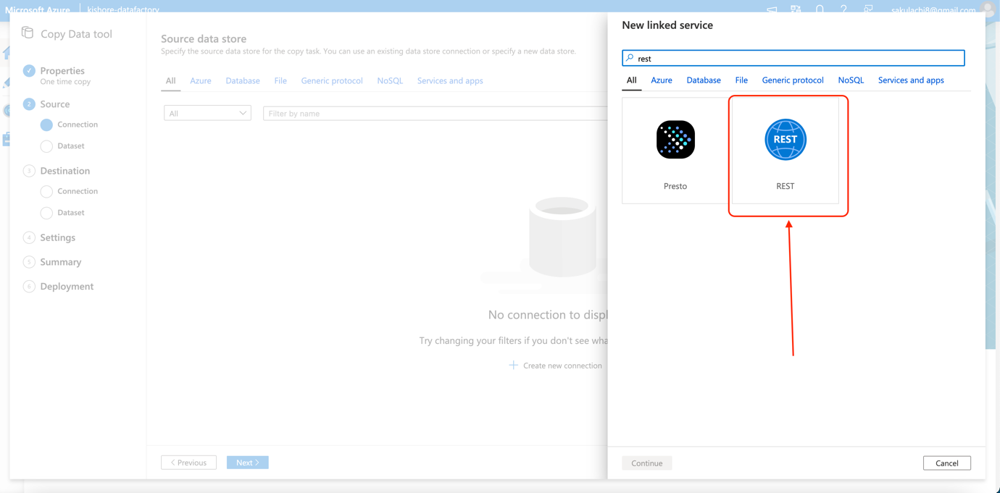 Microsoft Azure
kishore-datafactory
sakulachi8@gmail.com
Copy Data tool
Properties
One time copy
2 Source
Connection
Dataset
3 Destination
Connection
Dataset
4 Settings
5 Summary
6 Deployment
Source data store
Specify the source data store for the copy task. You can use an existing data store connection or specify a new data store.
All Azure Database File Generic protocol NoSQL Services and apps
All
Filter by name
No connection to displ
Try changing your filters if you don't see wha
Create new connection
Previous
Next
New linked service
rest
All Azure Database File Generic protocol NoSQL Services and apps
REST
Presto
REST
Continue
Cancel